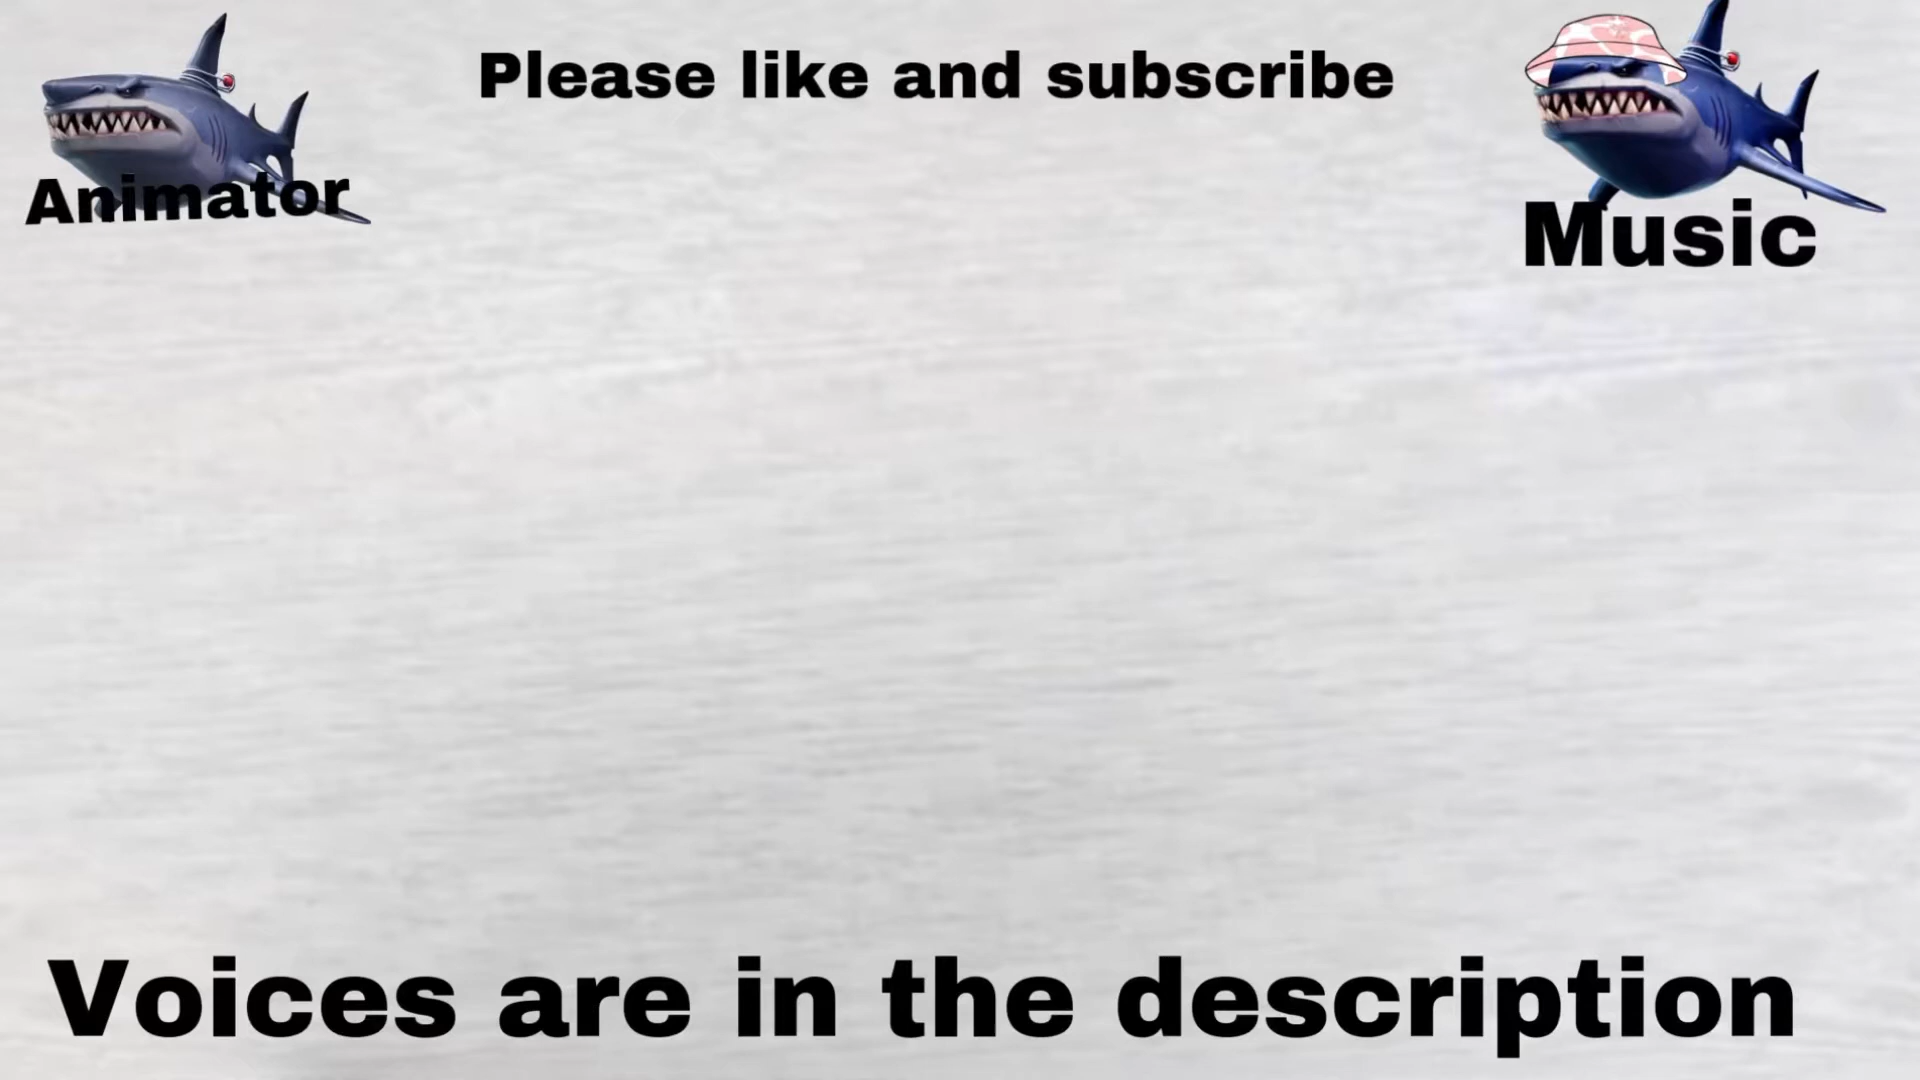 Please like and subscribe
Animator
Music
Voices are in the description